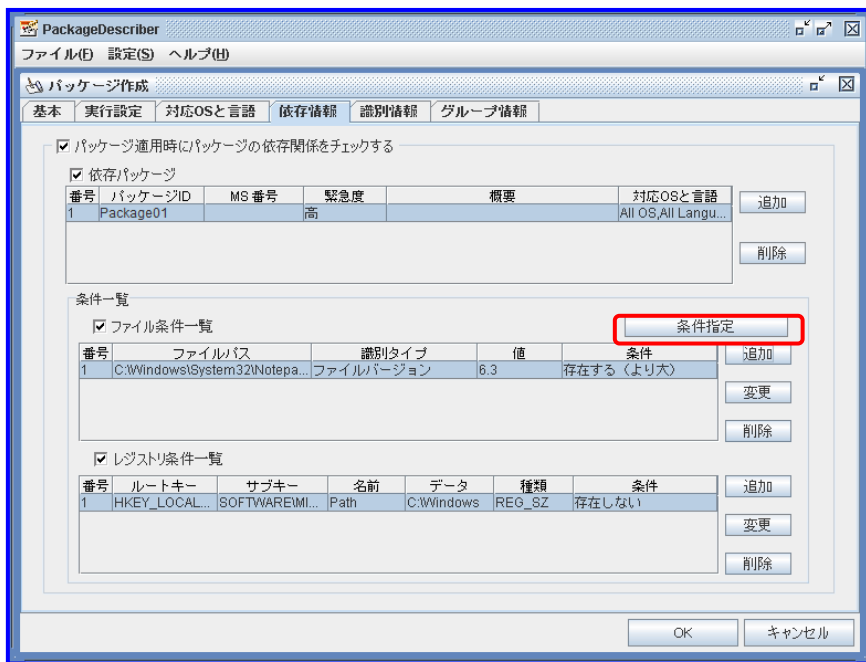 PackageDescriber
ファイル(F) 設定(S) ヘルプ(H)
パッケージ作成
基本 実行設定 対応OSと言語 依存情報 識別情報 グループ情報
パッケージ適用時にパッケージの依存関係をチェックする
依存パッケージ
番号 パッケージID MS 番号 緊急度 概要 対応OSと言語
1 Package01 高 All OS,All Langu...
追加
削除
条件一覧
ファイル条件一覧 条件指定
番号 ファイルパス 識別タイプ 値 条件
1 C:\Windows\System32\Notepa... ファイルバージョン 6.3 存在する（より大）
追加
変更
削除
レジストリ条件一覧
番号 ルートキー サブキー 名前 データ 種類 条件
1 HKEY_LOCAL... SOFTWARE\MI... Path C:\Windows REG_SZ 存在しない
追加
変更
削除
OK キャンセル